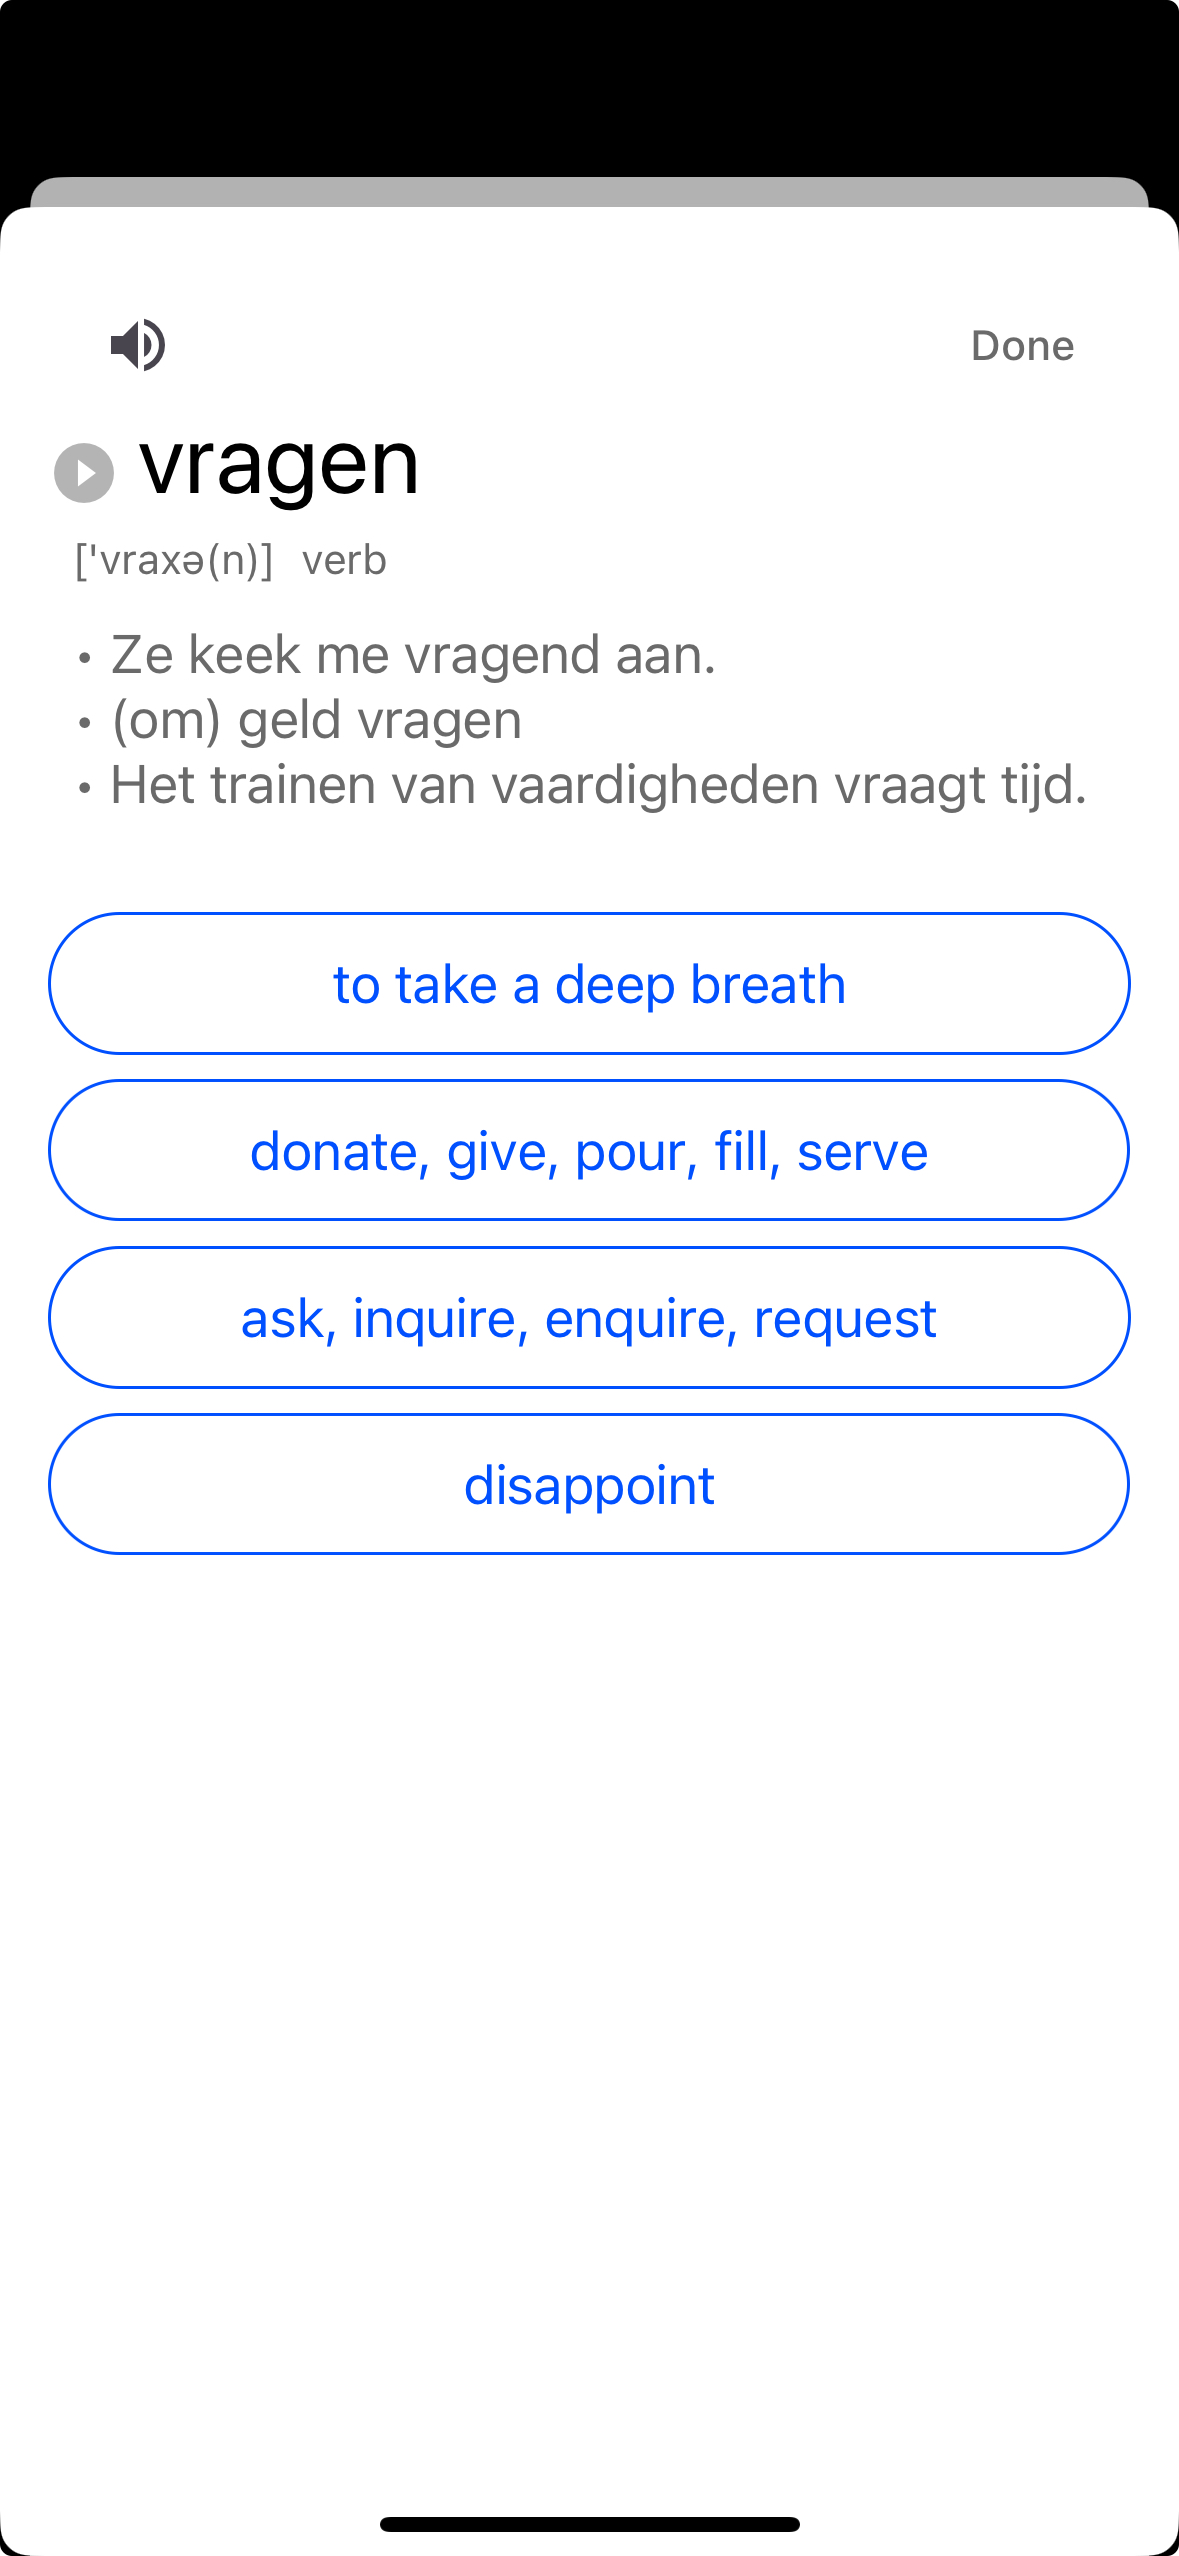 Done
vragen
['vraxə(n)] verb
• Ze keek me vragend aan.
• (om) geld vragen
• Het trainen van vaardigheden vraagt tijd.
to take a deep breath
donate, give, pour, fill, serve
ask, inquire, enquire, request
disappoint